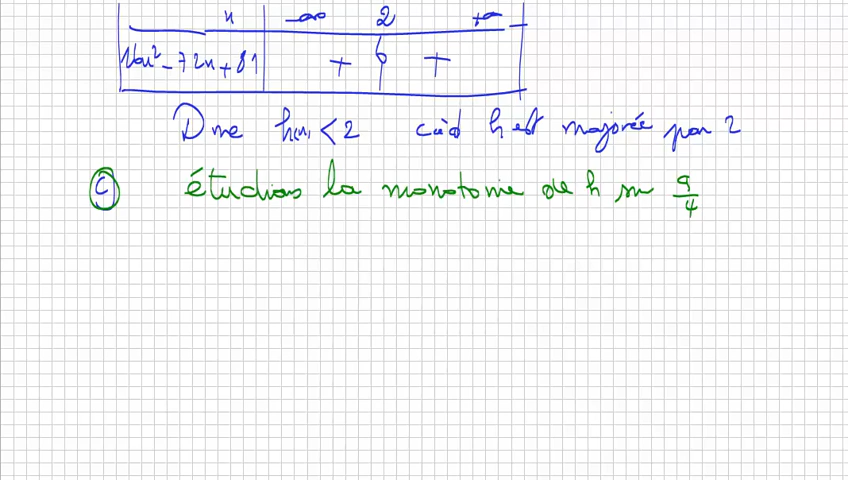 x -∞ 2 +∞
16x² - 72x + 81 + 0 +
Donc h(x) < 2 càd h est majorée par 2
C) étudions la monotonie de h sur 9/4